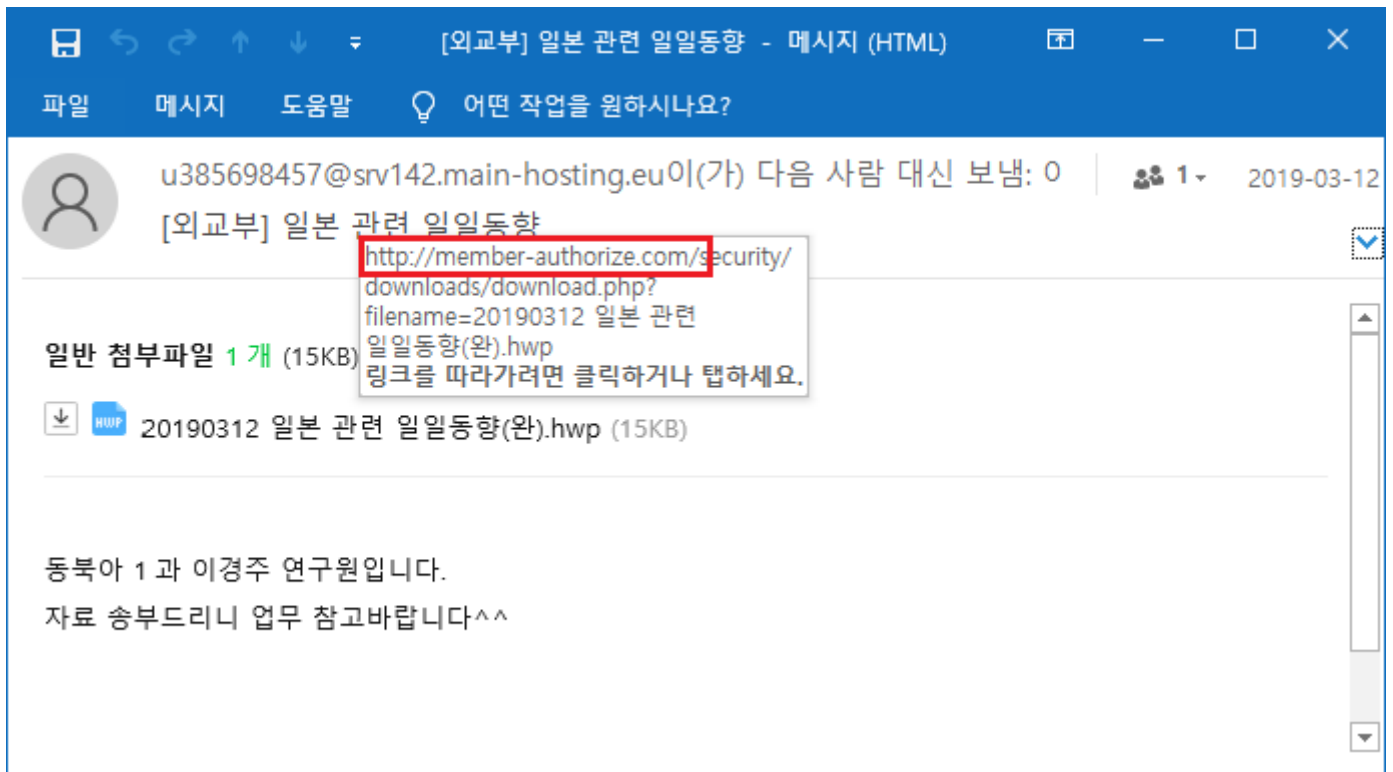 [외교부] 일본 관련 일일동향 - 메시지 (HTML)
파일 메시지 도움말 어떤 작업을 원하시나요?
u385698457@srv142.main-hosting.eu이(가) 다음 사람 대신 보냄: 0 1 2019-03-12
[외교부] 일본 관련 일일동향
http://member-authorize.com/security/
downloads/download.php?
filename=20190312 일본 관련
일일동향(완).hwp
링크를 따라가려면 클릭하거나 탭하세요.
일반 첨부파일 1 개 (15KB)
HWP 20190312 일본 관련 일일동향(완).hwp (15KB)
동북아 1 과 이경주 연구원입니다.
자료 송부드리니 업무 참고바랍니다^^